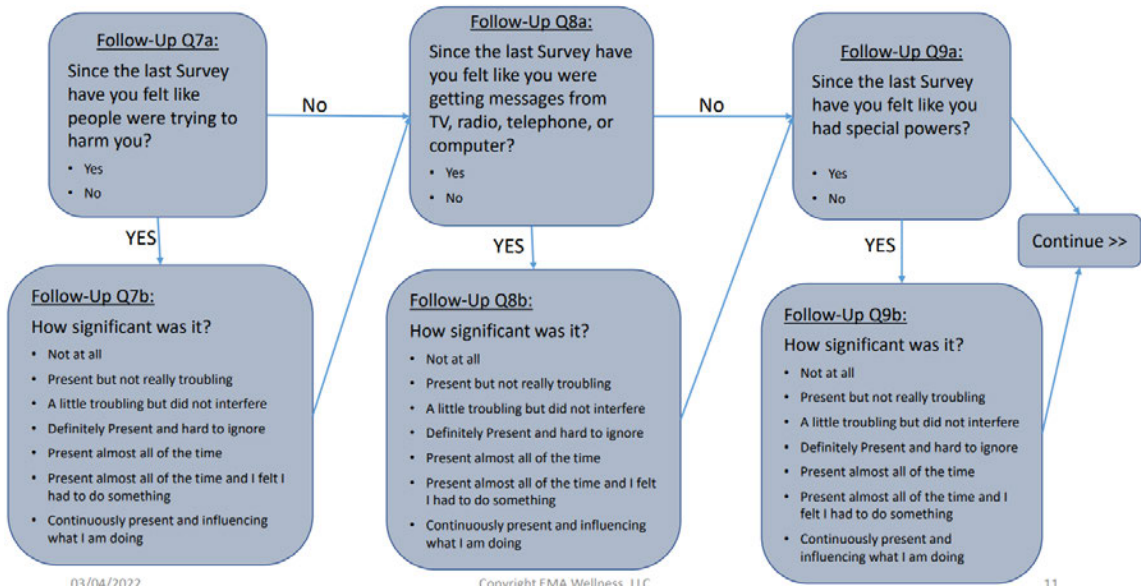 Follow-Up Q7a:
Since the last Survey
have you felt like
people were trying to
harm you?
• Yes
• No
No
YES
Follow-Up Q7b:
How significant was it?
• Not at all
• Present but not really troubling
• A little troubling but did not interfere
• Definitely Present and hard to ignore
• Present almost all of the time
• Present almost all of the time and I felt I
had to do something
• Continuously present and influencing
what I am doing
Follow-Up Q8a:
Since the last Survey have
you felt like you were
getting messages from
TV, radio, telephone, or
computer?
• Yes
• No
No
YES
Follow-Up Q8b:
How significant was it?
• Not at all
• Present but not really troubling
• A little troubling but did not interfere
• Definitely Present and hard to ignore
• Present almost all of the time
• Present almost all of the time and I felt
I had to do something
• Continuously present and influencing
what I am doing
Follow-Up Q9a:
Since the last Survey
have you felt like you
had special powers?
• Yes
• No
YES
Follow-Up Q9b:
How significant was it?
• Not at all
• Present but not really troubling
• A little troubling but did not interfere
• Definitely Present and hard to ignore
• Present almost all of the time
• Present almost all of the time and I
felt I had to do something
• Continuously present and
influencing what I am doing
Continue >>
03/04/2022
Copyright EMA Wellness, LLC
11